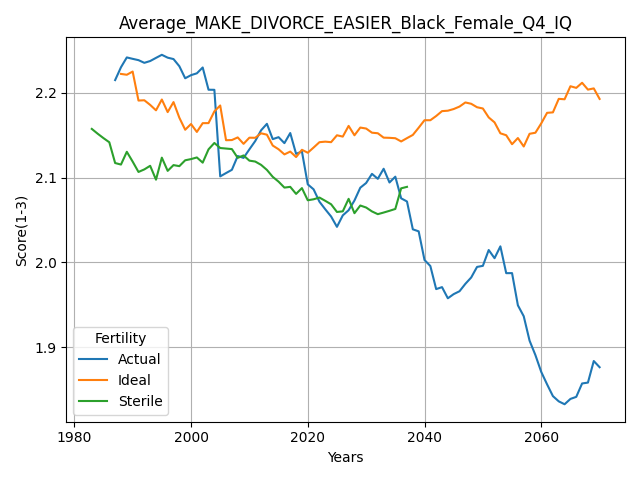 Average_MAKE_DIVORCE_EASIER_Black_Female_Q4_IQ
Score(1-3)
2.2
2.1
2.0
1.9
Fertility
Actual
Ideal
Sterile
1980
2000
2020
2040
2060
Years